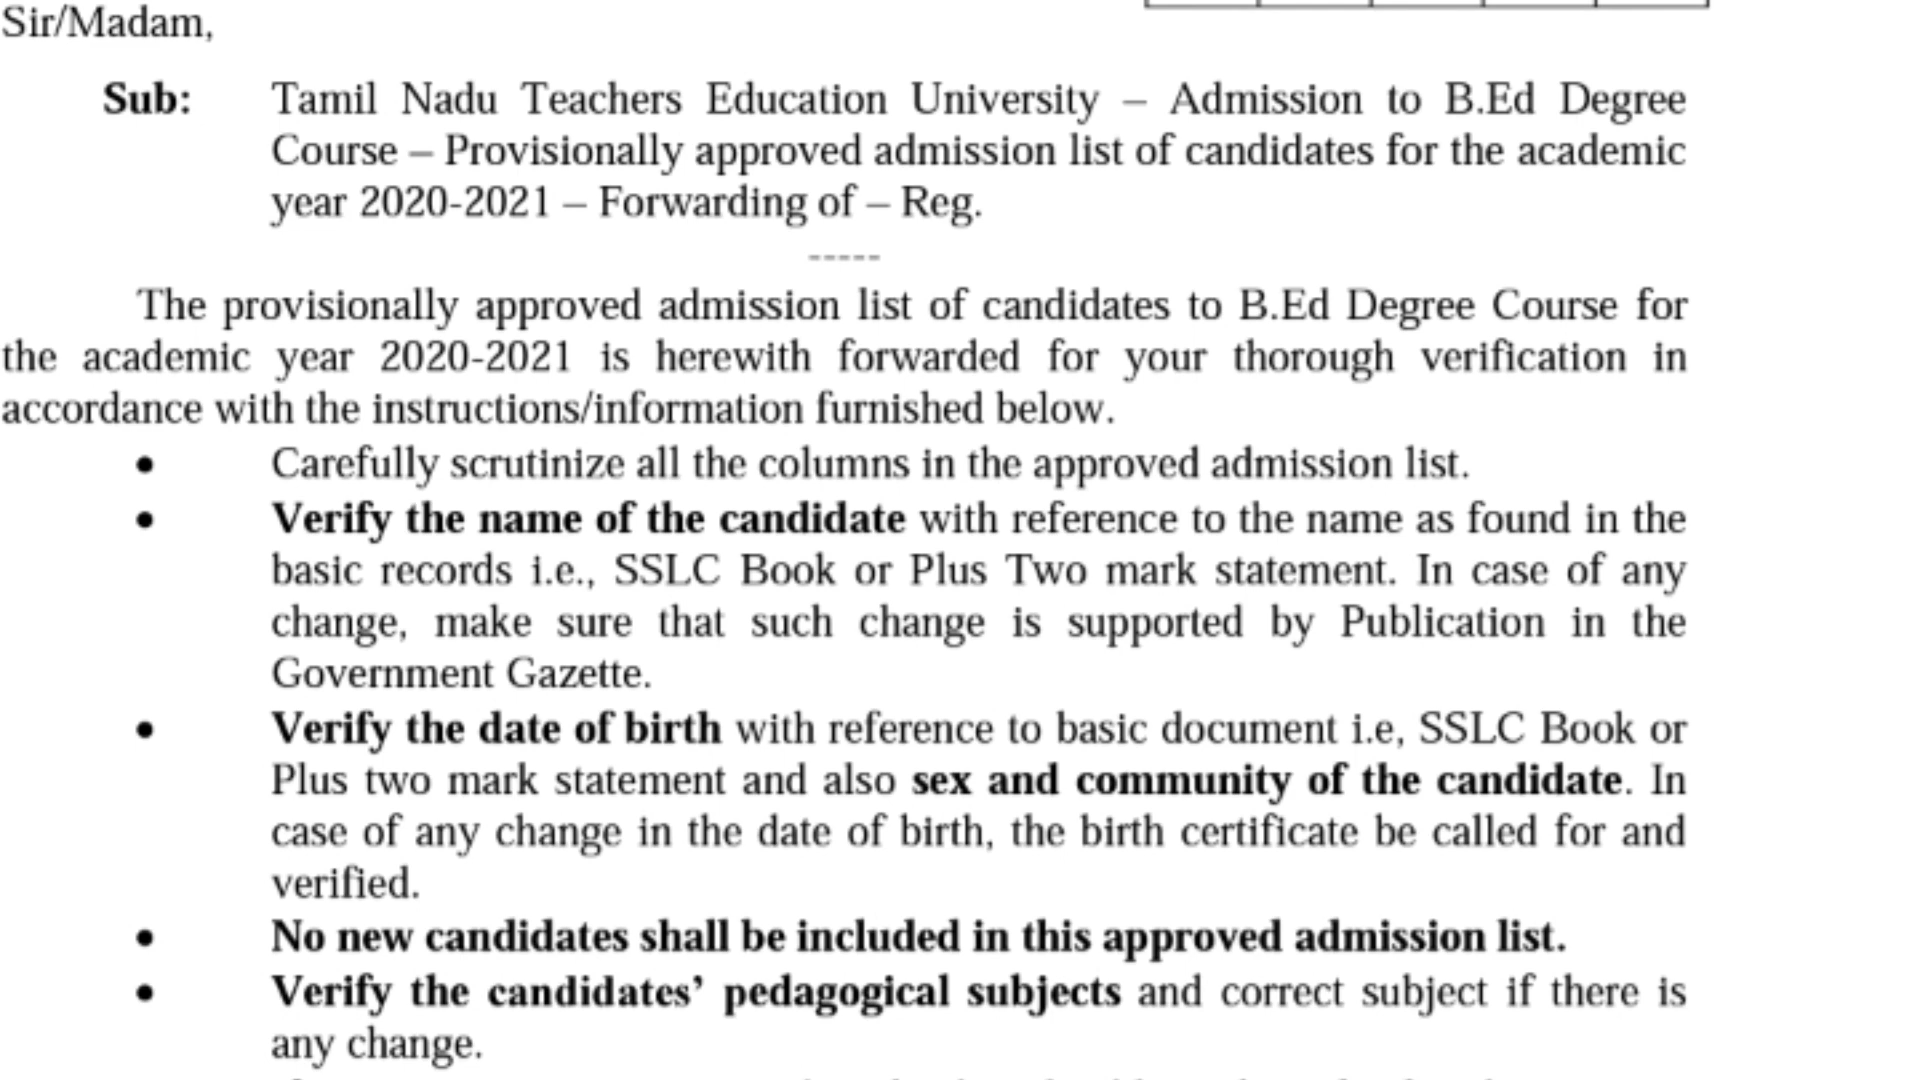 Sir/Madam,
Sub: Tamil Nadu Teachers Education University – Admission to B.Ed Degree
Course – Provisionally approved admission list of candidates for the academic
year 2020-2021 – Forwarding of – Reg.
-----
The provisionally approved admission list of candidates to B.Ed Degree Course for
the academic year 2020-2021 is herewith forwarded for your thorough verification in
accordance with the instructions/information furnished below.
• Carefully scrutinize all the columns in the approved admission list.
• Verify the name of the candidate with reference to the name as found in the
basic records i.e., SSLC Book or Plus Two mark statement. In case of any
change, make sure that such change is supported by Publication in the
Government Gazette.
• Verify the date of birth with reference to basic document i.e, SSLC Book or
Plus two mark statement and also sex and community of the candidate. In
case of any change in the date of birth, the birth certificate be called for and
verified.
• No new candidates shall be included in this approved admission list.
• Verify the candidates’ pedagogical subjects and correct subject if there is
any change.